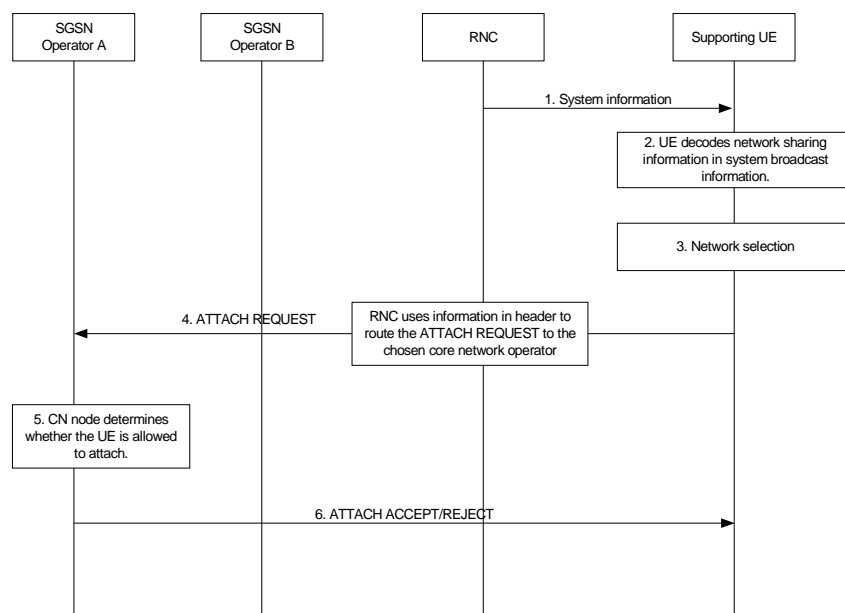 SGSN
Operator A
SGSN
Operator B
RNC
Supporting UE
1. System information
2. UE decodes network sharing
information in system broadcast
information.
3. Network selection
4. ATTACH REQUEST
RNC uses information in header to
route the ATTACH REQUEST to the
chosen core network operator
5. CN node determines
whether the UE is allowed
to attach.
6. ATTACH ACCEPT/REJECT